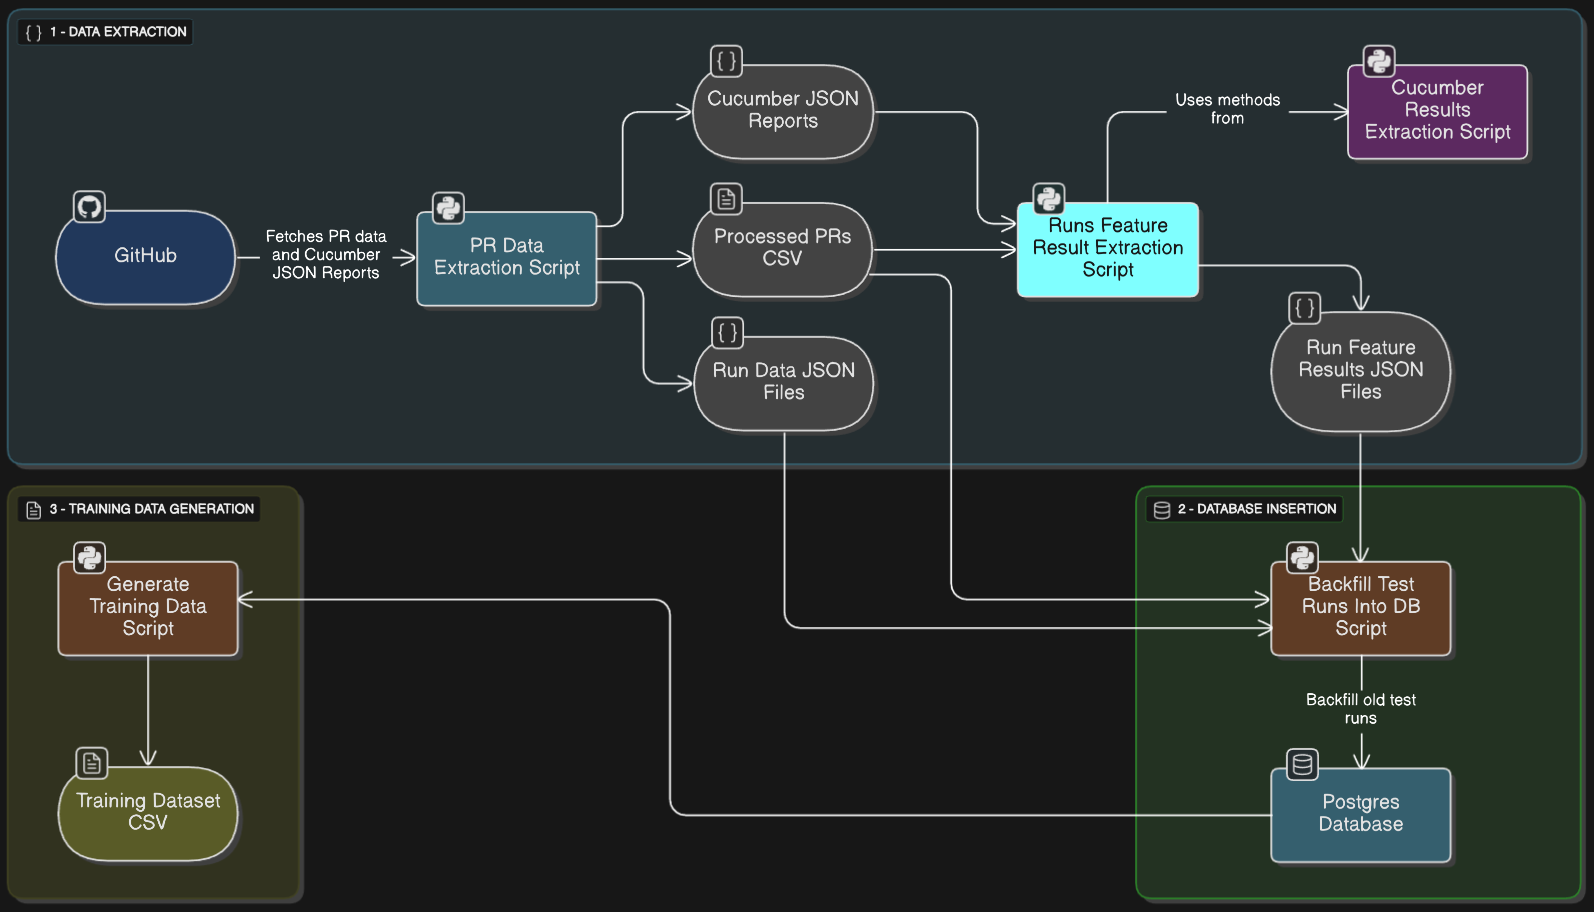 { } 1 - DATA EXTRACTION
{ }
Cucumber JSON
Reports
Uses methods
from
Cucumber
Results
Extraction Script
GitHub
Fetches PR data
and Cucumber
JSON Reports
PR Data
Extraction Script
Processed PRs
CSV
Runs Feature
Result Extraction
Script
{ }
Run Data JSON
Files
{ }
Run Feature
Results JSON
Files
3 - TRAINING DATA GENERATION
Generate
Training Data
Script
Training Dataset
CSV
2 - DATABASE INSERTION
Backfill Test
Runs Into DB
Script
Backfill old test
runs
Postgres
Database